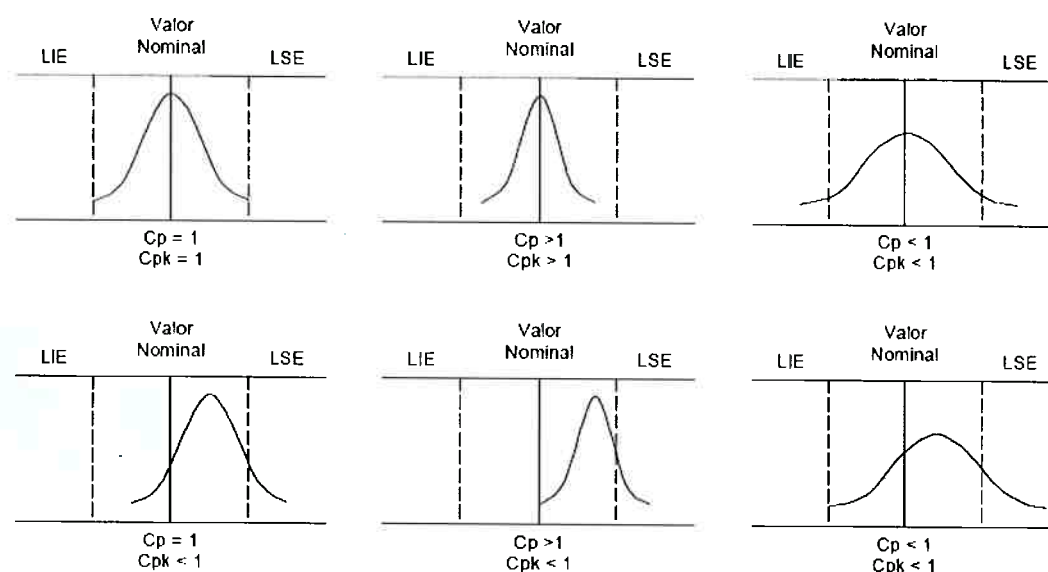 Valor
Nominal
LIE
LSE
Cp = 1
Cpk = 1
Valor
Nominal
LIE
LSE
Cp >1
Cpk > 1
Valor
Nominal
LIE
LSE
Cp < 1
Cpk < 1
Valor
Nominal
LIE
LSE
Cp = 1
Cpk < 1
Valor
Nominal
LIE
LSE
Cp >1
Cpk < 1
Valor
Nominal
LIE
LSE
Cp < 1
Cpk < 1